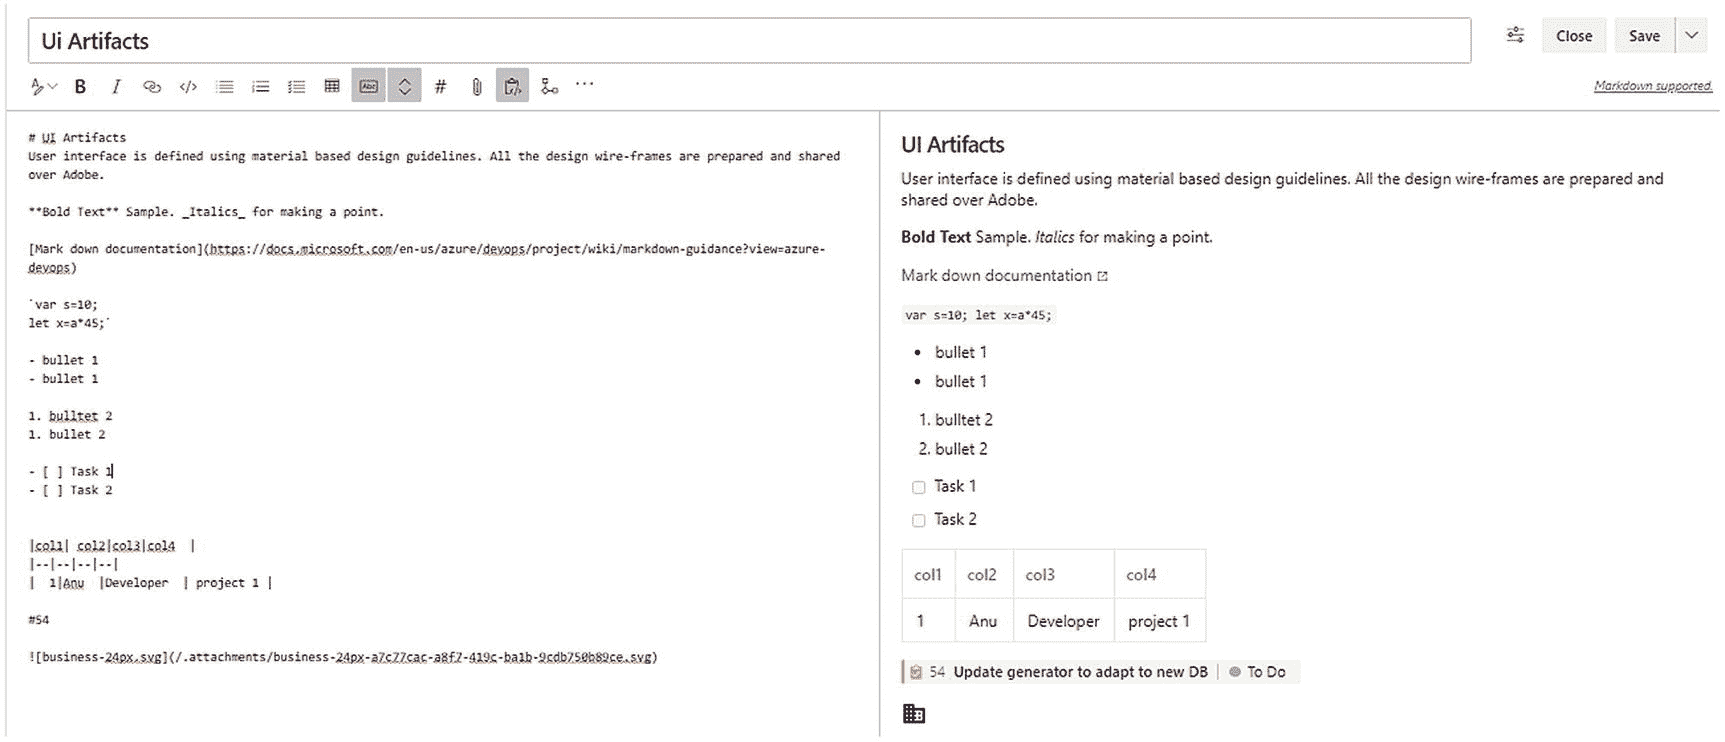 Ui Artifacts
Close
Save
B
I
</>
Abc
#
...
Markdown supported.
# UI Artifacts
User interface is defined using material based design guidelines. All the design wire-frames are prepared and shared
over Adobe.
**Bold Text** Sample. _Italics_ for making a point.
[Mark down documentation](https://docs.microsoft.com/en-us/azure/devops/project/wiki/markdown-guidance?view=azure-
devops)
`var s=10;
let x=a*45;`
- bullet 1
- bullet 1
1. bulltet 2
1. bullet 2
- [ ] Task 1
- [ ] Task 2
|col1| col2|col3|col4  |
|--|--|--|--|
|  1|Anu  |Developer  | project 1 |
#54
![business-24px.svg](/.attachments/business-24px-a7c77cac-a8f7-419c-ba1b-9cdb750b89ce.svg)
UI Artifacts
User interface is defined using material based design guidelines. All the design wire-frames are prepared and
shared over Adobe.
Bold Text Sample. Italics for making a point.
Mark down documentation
var s=10; let x=a*45;
• bullet 1
• bullet 1
1. bulltet 2
2. bullet 2
Task 1
Task 2
col1 col2 col3 col4
1 Anu Developer project 1
54 Update generator to adapt to new DB | To Do